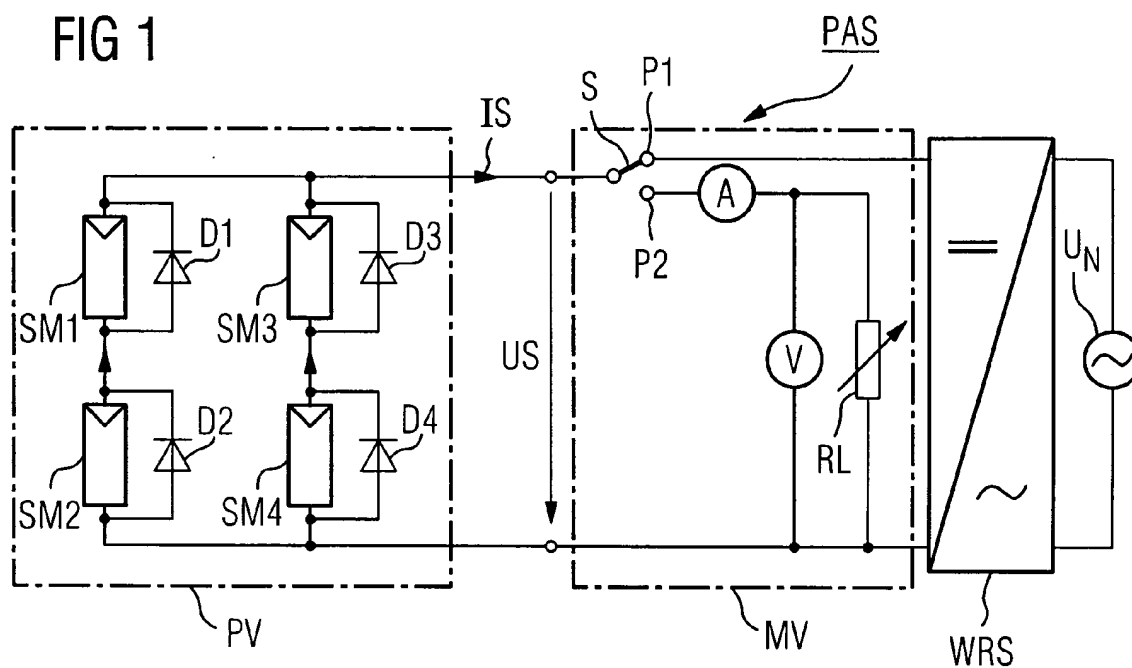 FIG 1
PAS
P1
S
IS
A
D1
D3
P2
U_N
SM1
SM3
US
V
D2
D4
RL
SM2
SM4
PV
MV
WRS